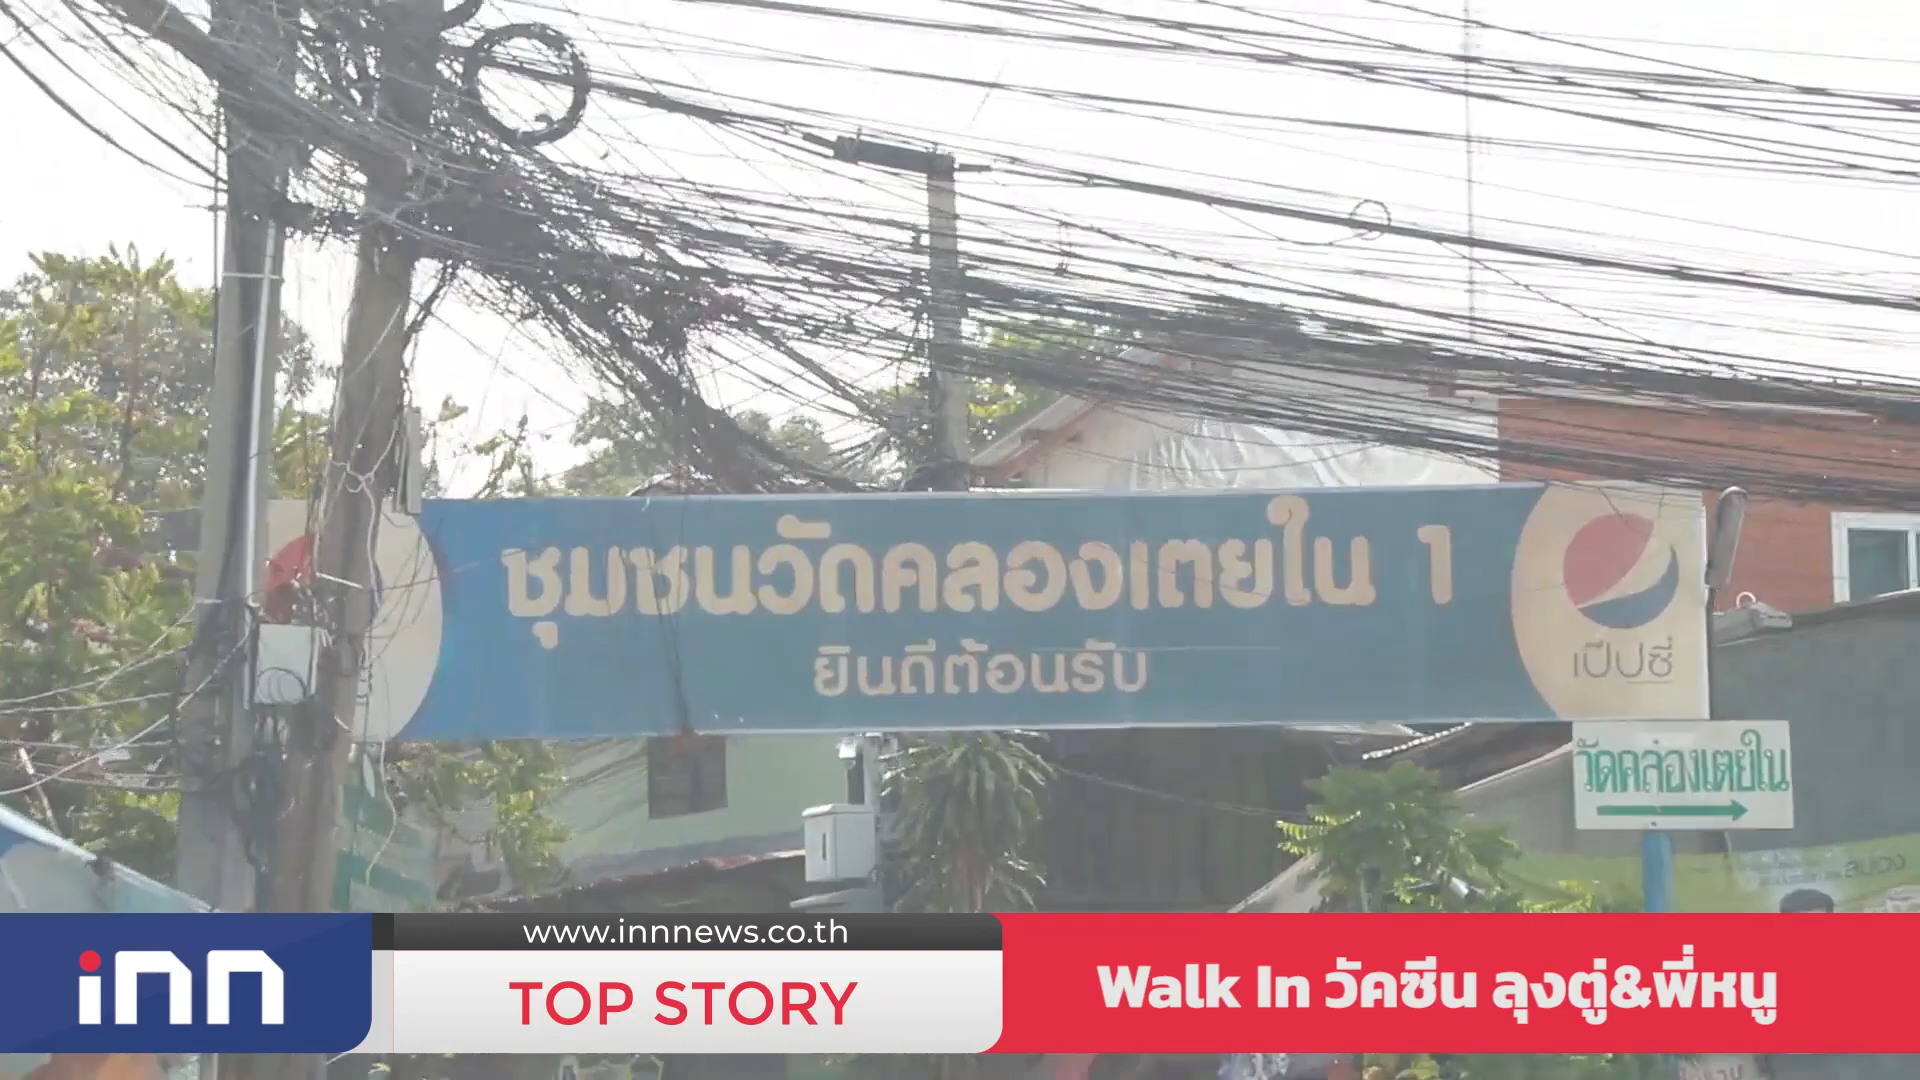 ชุมชนวัดคลองเตยใน 1
ยินดีต้อนรับ
เป๊ปซี่
วัดคลองเตยใน
inn
www.innnews.co.th
TOP STORY
Walk In วัคซีน ลุงตู่&พี่หนู